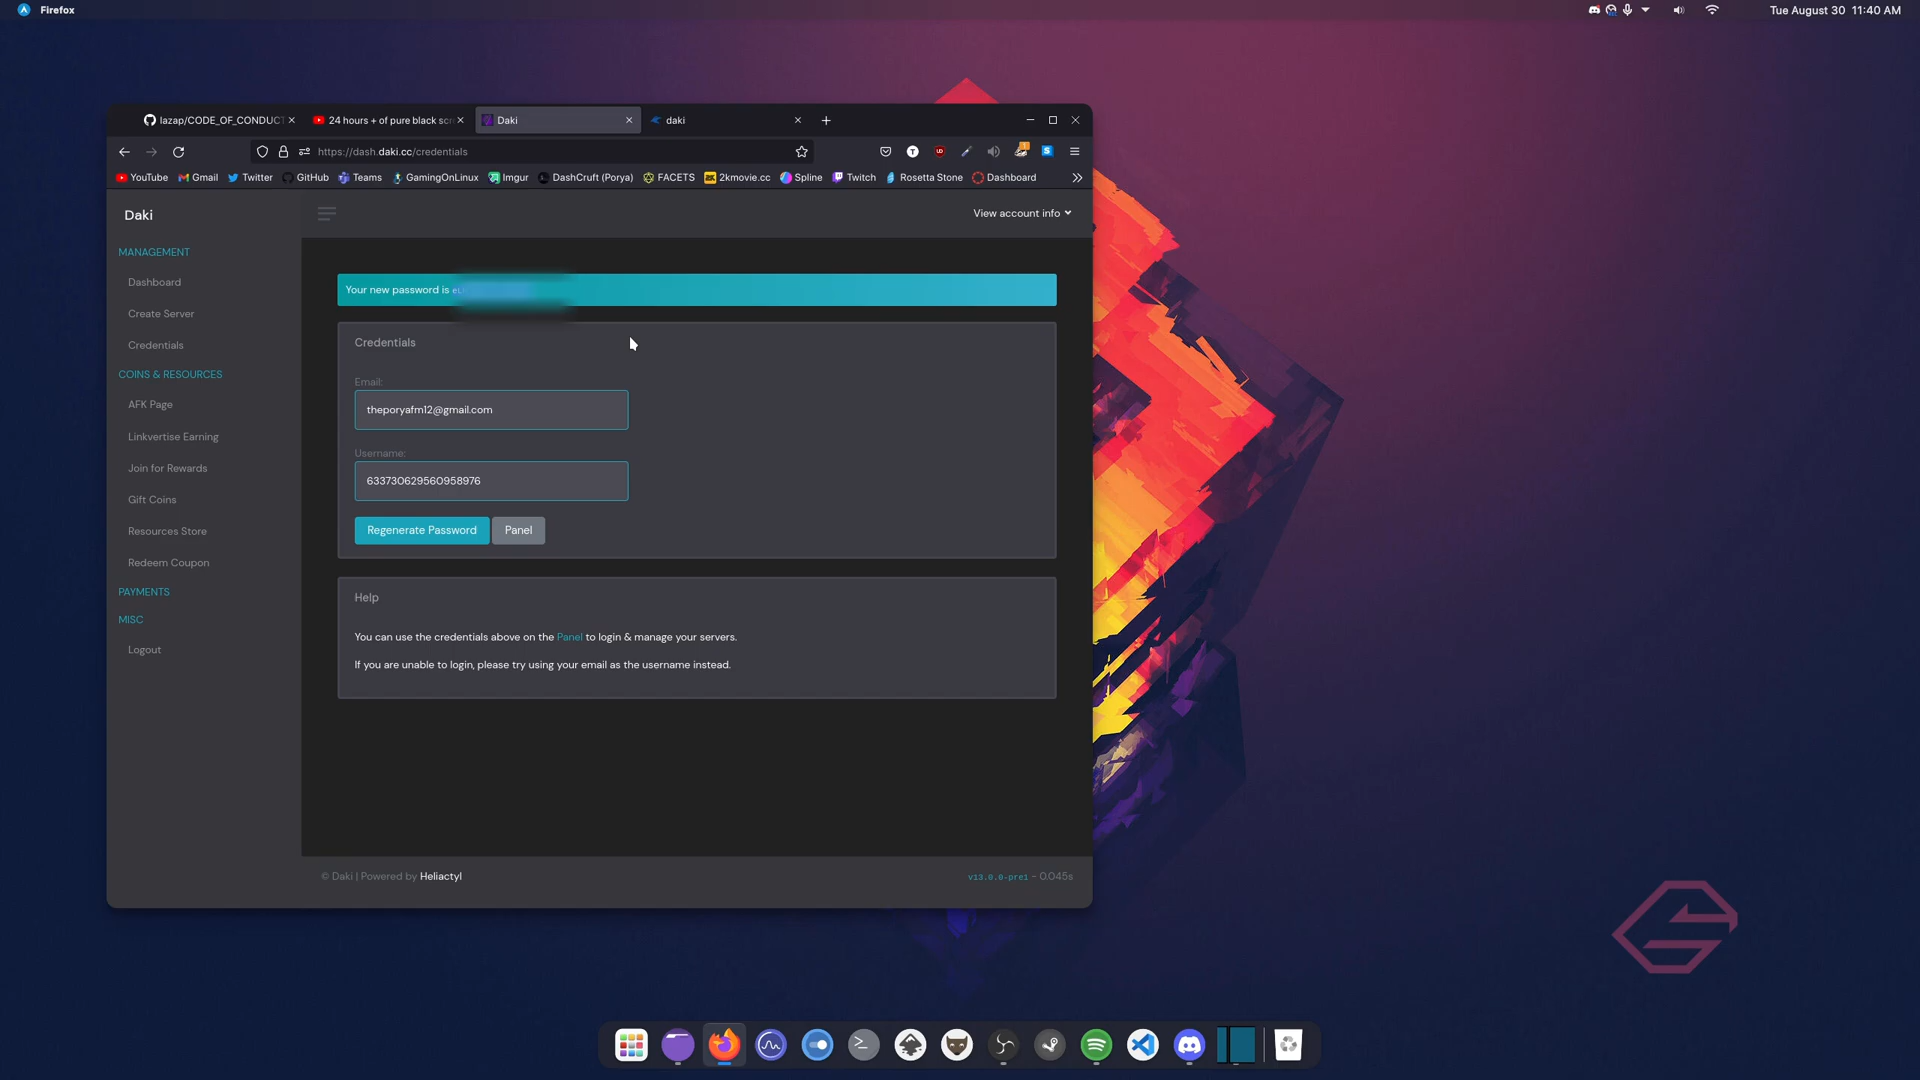 Firefox
Tue August 30 11:40 AM
lazap/CODE_OF_CONDUCT
24 hours + of pure black scr
Daki
daki
https://dash.daki.cc/credentials
YouTube
Gmail
Twitter
GitHub
Teams
GamingOnLinux
Imgur
DashCruft (Porya)
FACETS
2kmovie.cc
Spline
Twitch
Rosetta Stone
Dashboard
Daki
View account info
MANAGEMENT
Dashboard
Create Server
Credentials
COINS & RESOURCES
AFK Page
Linkvertise Earning
Join for Rewards
Gift Coins
Resources Store
Redeem Coupon
PAYMENTS
MISC
Logout
Your new password is
Credentials
Email:
theporyafm12@gmail.com
Username:
633730629560958976
Regenerate Password
Panel
Help
You can use the credentials above on the Panel to login & manage your servers.
If you are unable to login, please try using your email as the username instead.
© Daki | Powered by Heliactyl
v13.0.0-pre1 - 0.045s